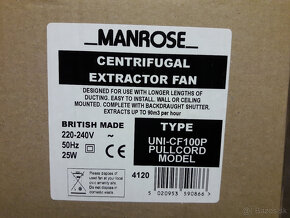 MANROSE
CENTRIFUGAL
EXTRACTOR FAN
DESIGNED FOR USE WITH LONGER LENGTHS OF
DUCTING. EASY TO INSTALL. WALL OR CEILING
MOUNTED. COMPLETE WITH BACKDRAUGHT SHUTTER.
EXTRACTS UP TO 90m3 per hour
BRITISH MADE
220-240V ~
50Hz
25W
TYPE
UNI-CF100P
PULLCORD
MODEL
4120
5 020953 590866 >